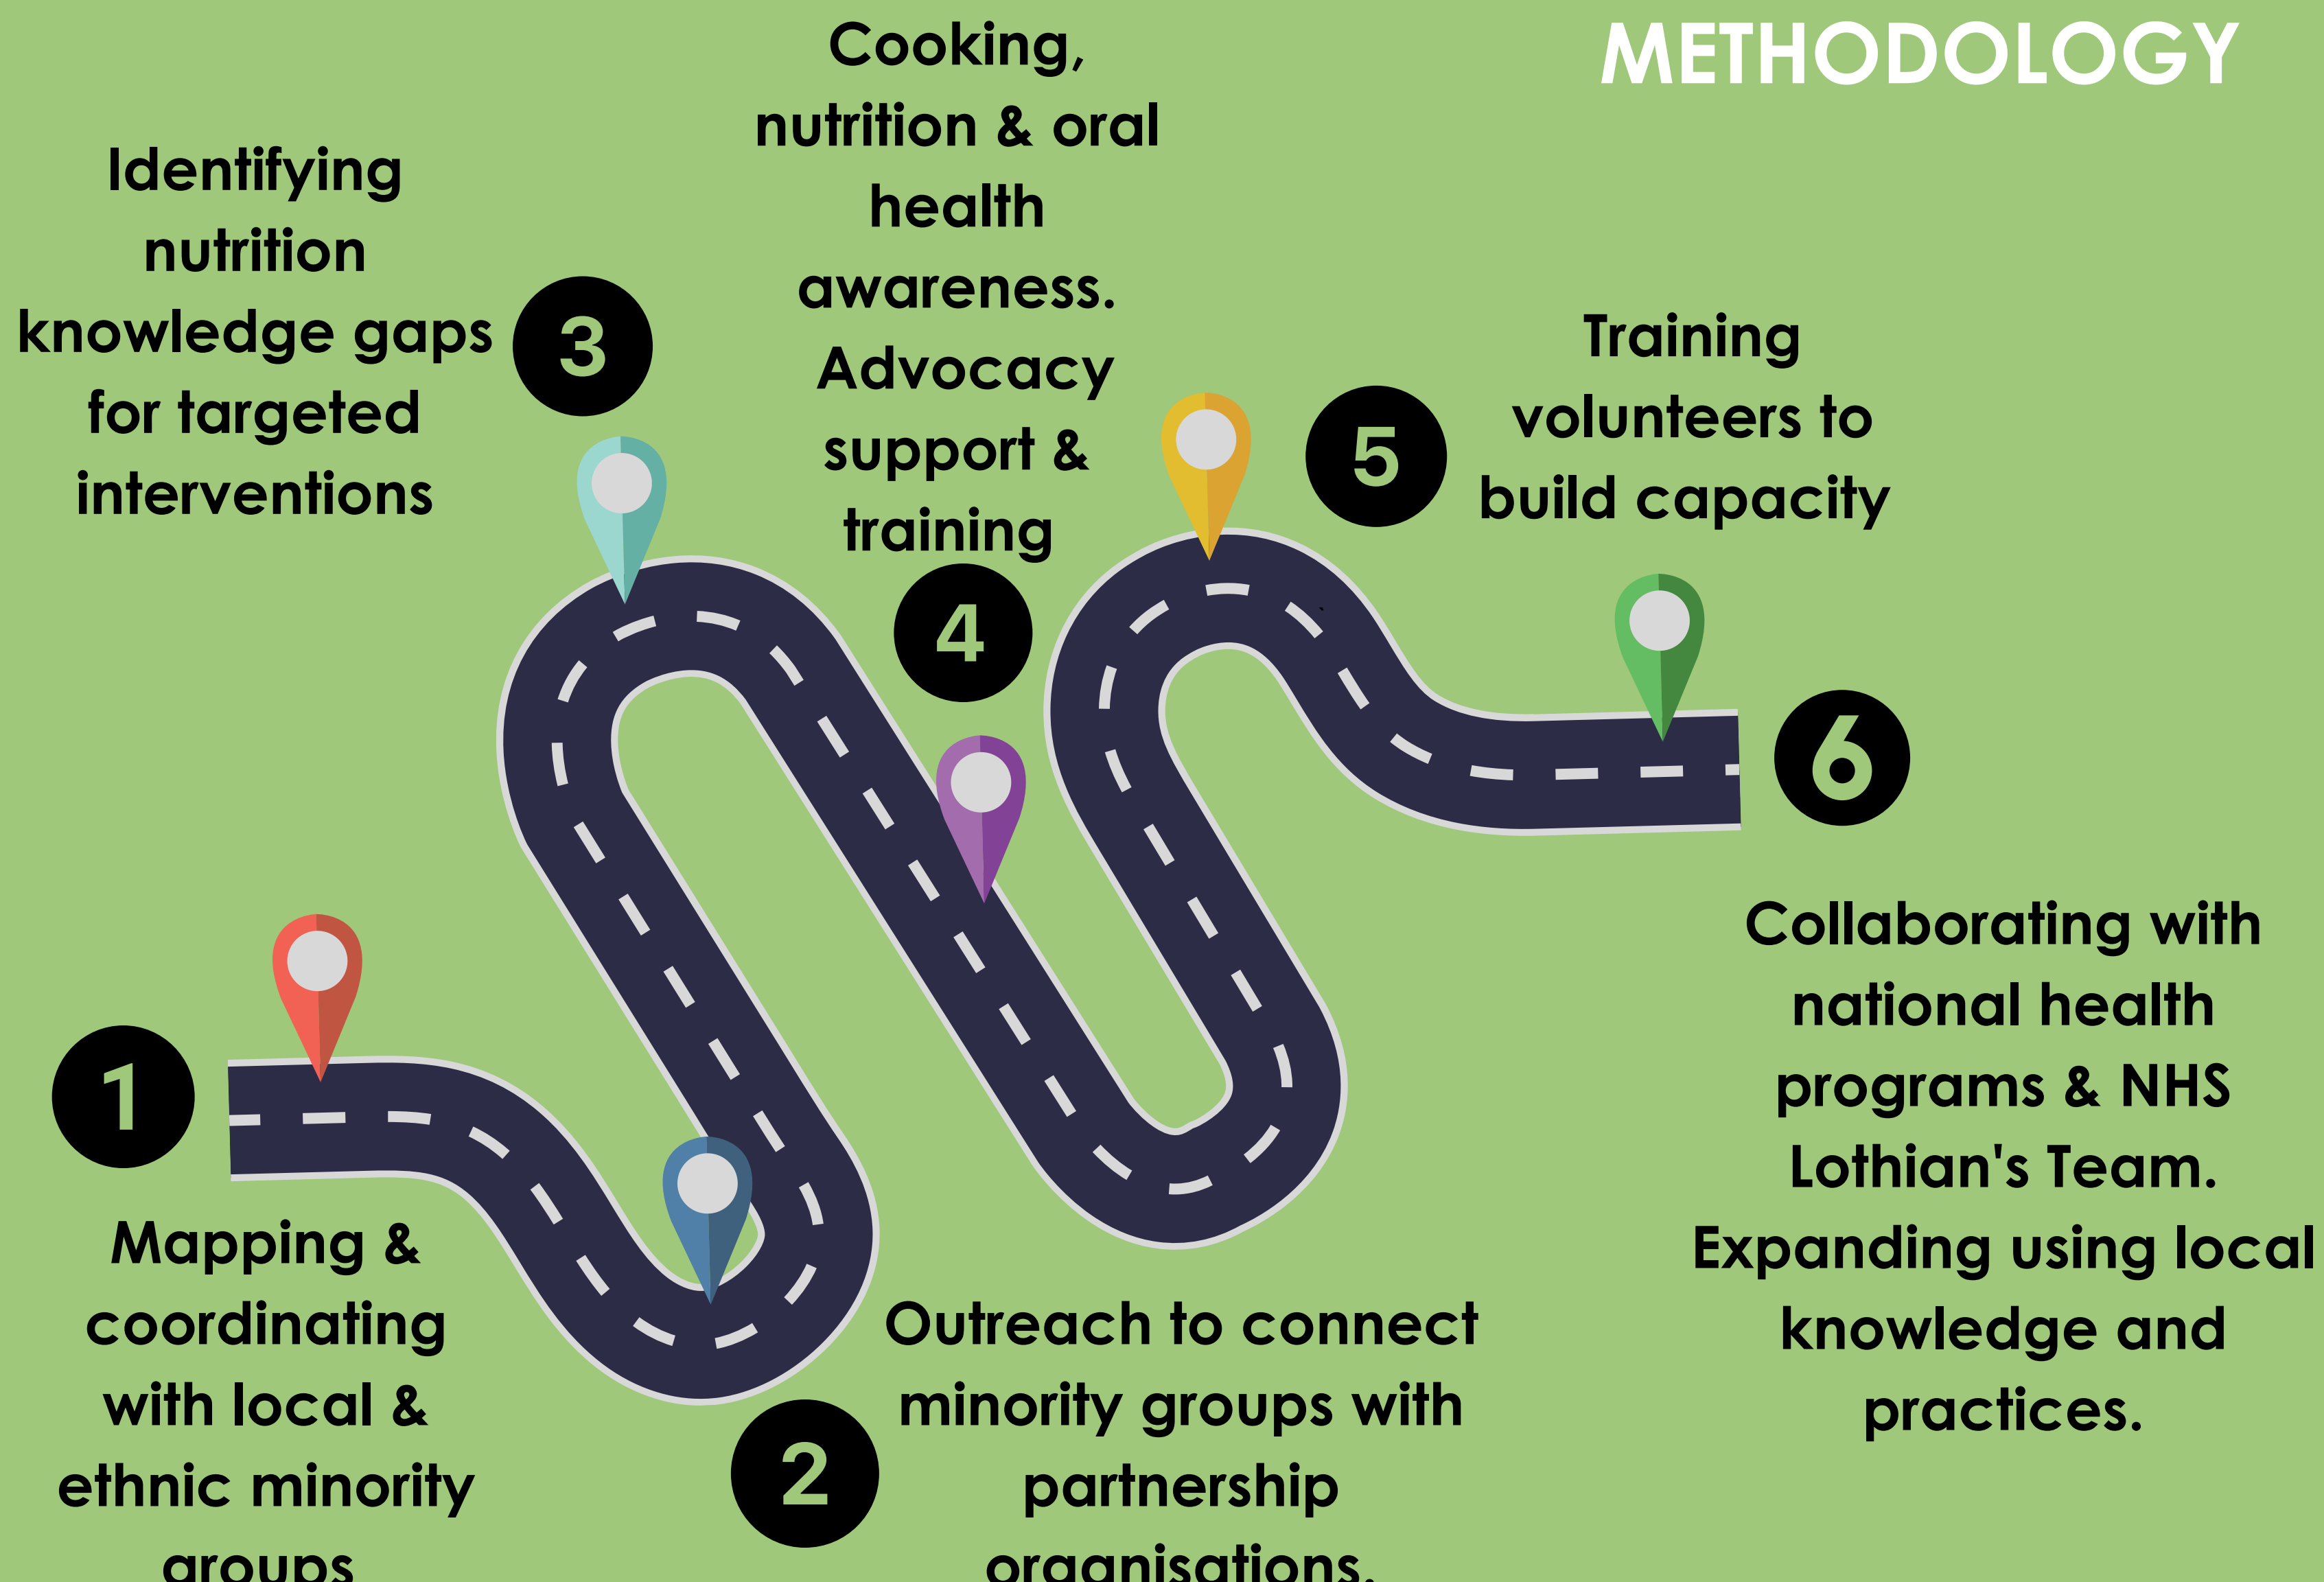 METHODOLOGY
1
Mapping &
coordinating
with local &
ethnic minority
groups
2
Outreach to connect
minority groups with
partnership
organisations.
3
Identifying
nutrition
knowledge gaps
for targeted
interventions
4
Cooking,
nutrition & oral
health
awareness.
Advocacy
support &
training
5
Training
volunteers to
build capacity
6
Collaborating with
national health
programs & NHS
Lothian's Team.
Expanding using local
knowledge and
practices.